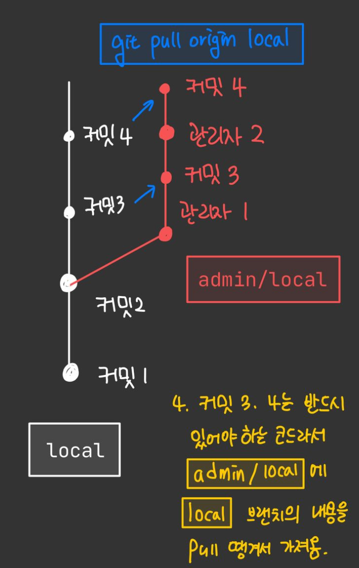 git pull origin local
커밋 4
커밋 4
관리자 2
커밋 3
커밋3
관리자 1
admin/local
커밋2
커밋 1
local
4. 커밋 3. 4는 반드시
있어야 하는 코드라서
admin/local 에
local 브랜치의 내용을
Pull 땡겨서 가져옴.